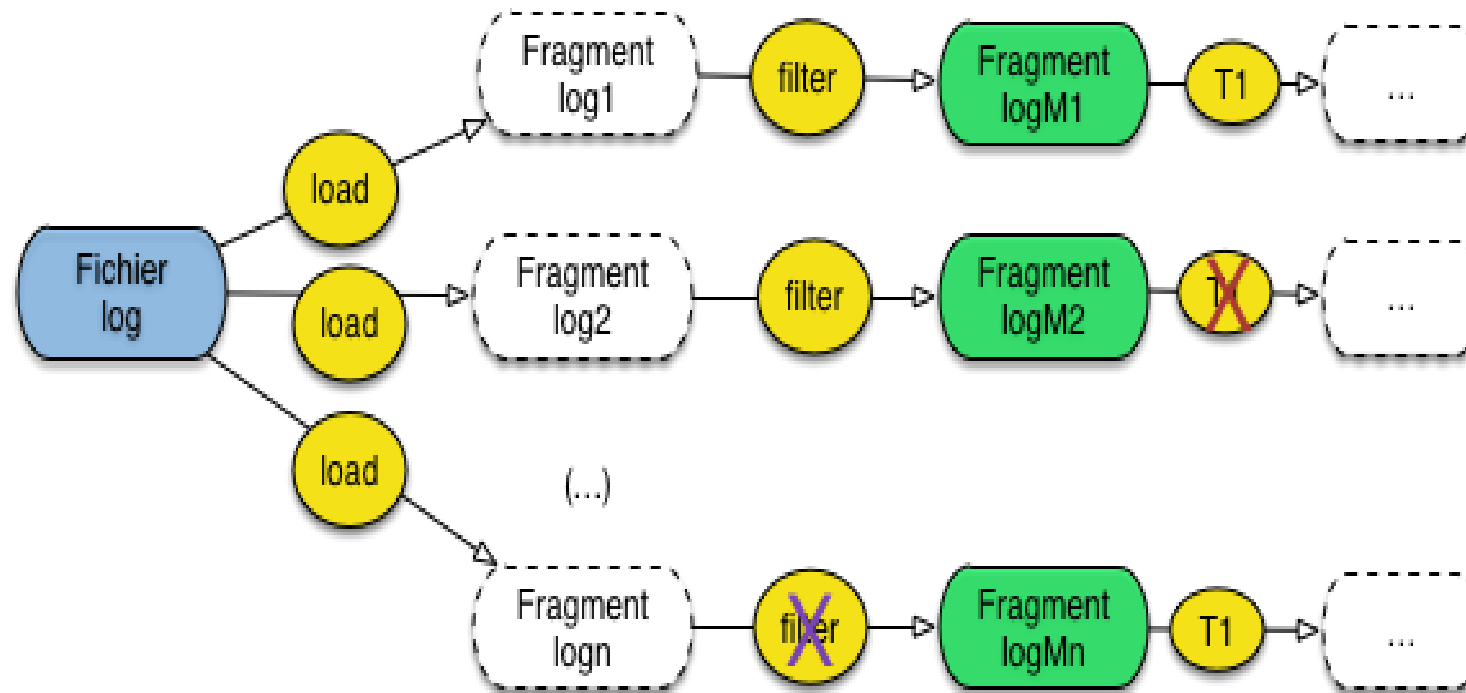 Fragment
log1
filter
Fragment
logM1
T1
...
load
Fichier
log
load
Fragment
log2
filter
Fragment
logM2
...
load
(...)
Fragment
logn
filter
Fragment
logMn
T1
...